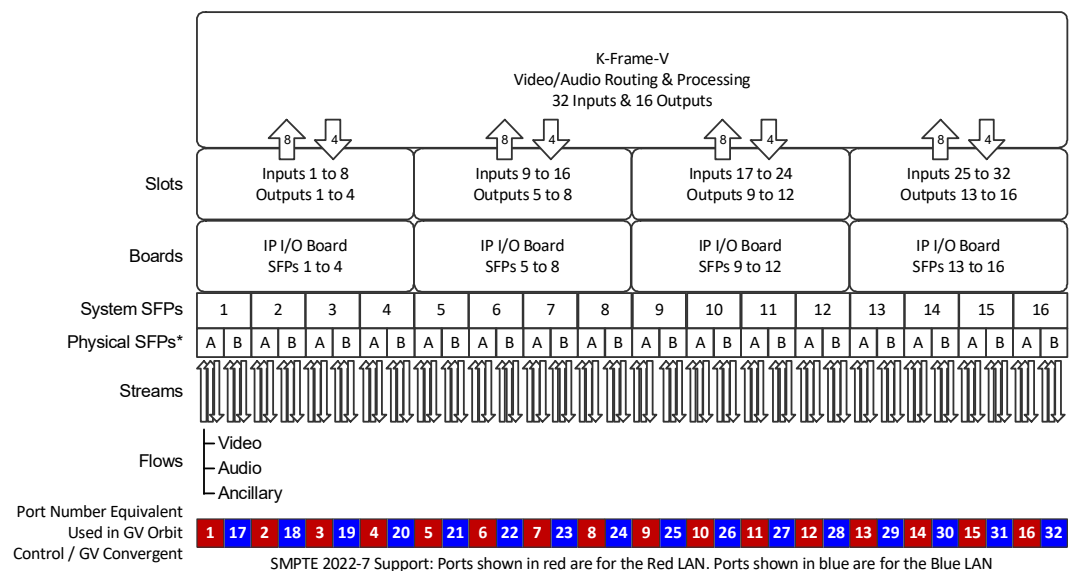 K-Frame-V
Video/Audio Routing & Processing
32 Inputs & 16 Outputs
8 4 8 4 8 4 8 4
Slots
Inputs 1 to 8
Outputs 1 to 4
Inputs 9 to 16
Outputs 5 to 8
Inputs 17 to 24
Outputs 9 to 12
Inputs 25 to 32
Outputs 13 to 16
Boards
IP I/O Board
SFPs 1 to 4
IP I/O Board
SFPs 5 to 8
IP I/O Board
SFPs 9 to 12
IP I/O Board
SFPs 13 to 16
System SFPs 1 2 3 4 5 6 7 8 9 10 11 12 13 14 15 16
Physical SFPs* A B A B A B A B A B A B A B A B A B A B A B A B A B A B A B A B
Streams
Flows
Video
Audio
Ancillary
Port Number Equivalent
Used in GV Orbit
Control / GV Convergent
1 17 2 18 3 19 4 20 5 21 6 22 7 23 8 24 9 25 10 26 11 27 12 28 13 29 14 30 15 31 16 32
SMPTE 2022-7 Support: Ports shown in red are for the Red LAN. Ports shown in blue are for the Blue LAN